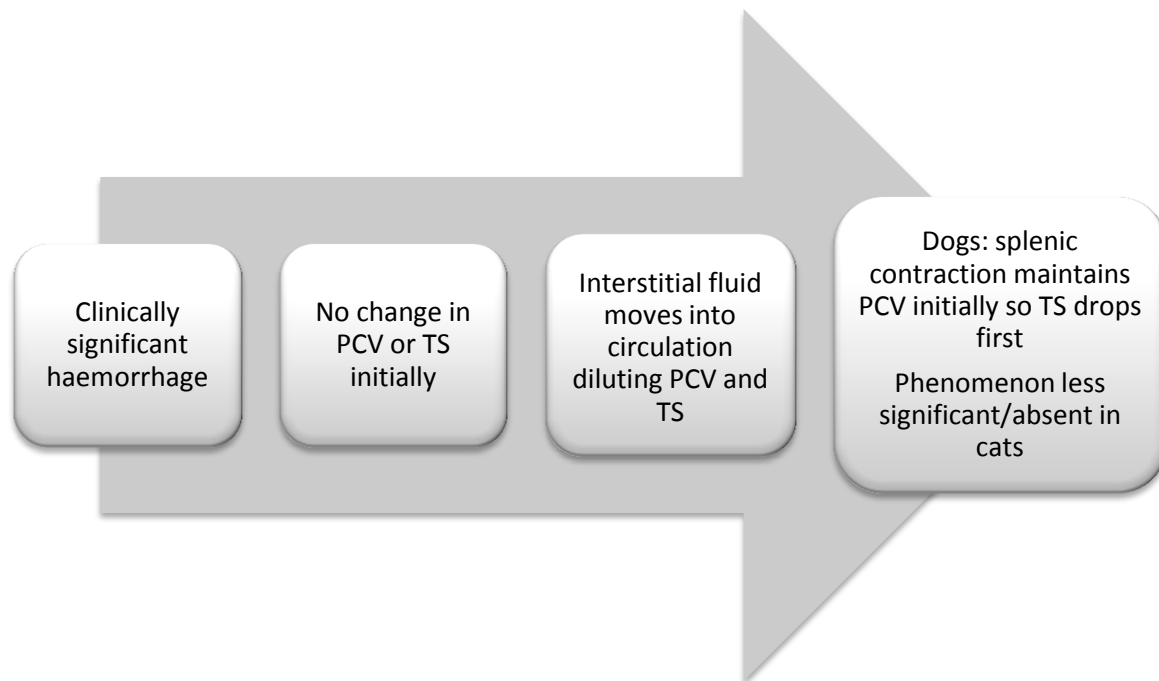 Clinically
significant
haemorrhage
No change in
PCV or TS
initially
Interstitial fluid
moves into
circulation
diluting PCV and
TS
Dogs: splenic
contraction maintains
PCV initially so TS drops
first
Phenomenon less
significant/absent in
cats